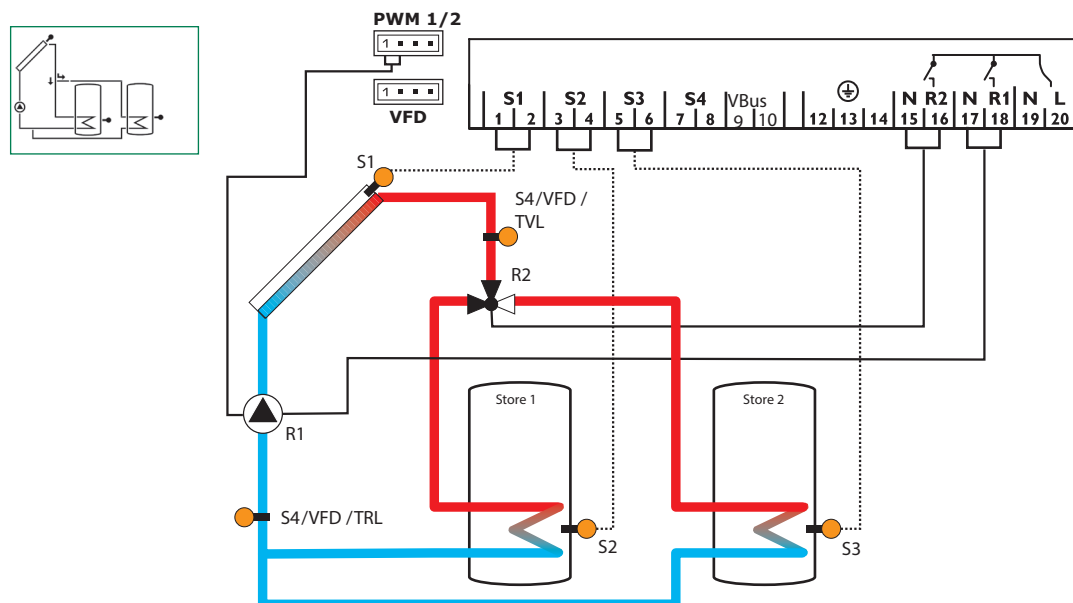 PWM 1/2
1
1
VFD
S1 S2 S3 S4 VBus N R2 N R1 N L
1 2 3 4 5 6 7 8 9 10 12 13 14 15 16 17 18 19 20
S1
S4/VFD /
TVL
R2
Store 1
Store 2
R1
S4/VFD /TRL
S2
S3